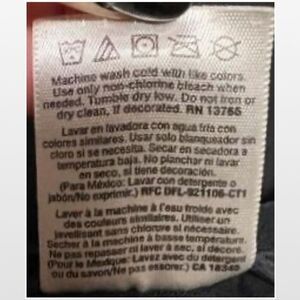 Machine wash cold with like colors.
Use only non-chlorine bleach when
needed. Tumble dry low. Do not iron or
dry clean, if decorated. RN 13765
Lavar en lavadora con agua fria con
colores similares. Usar solo blanqueador sin
cloro si se necesita. Secar en secadora a
temperatura baja. No planchar ni lavar
en seco, si tiene decoración.
(Para México: Lavar con detergente o
jabón/No exprimir.) RFC DFL-921106-CT1
Laver à la machine à l'eau froide avec
des couleurs similaires. Utiliser un
javellisant sans chlore si nécessaire.
Secher à la machine à basse température.
Ne pas repasser ni laver à sec, si décoré.
(Pour le Mexique: Lavez avec du détergent
ou du savon/Ne pas essorer.) CA 18340